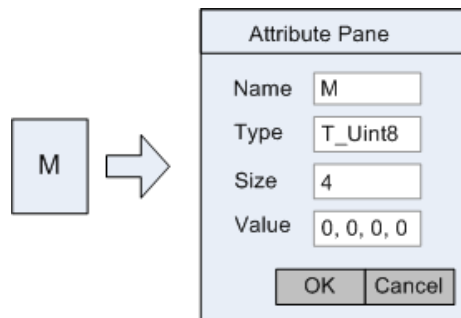 M
Attribute Pane
Name M
Type T_Uint8
Size 4
Value 0, 0, 0, 0
OK Cancel